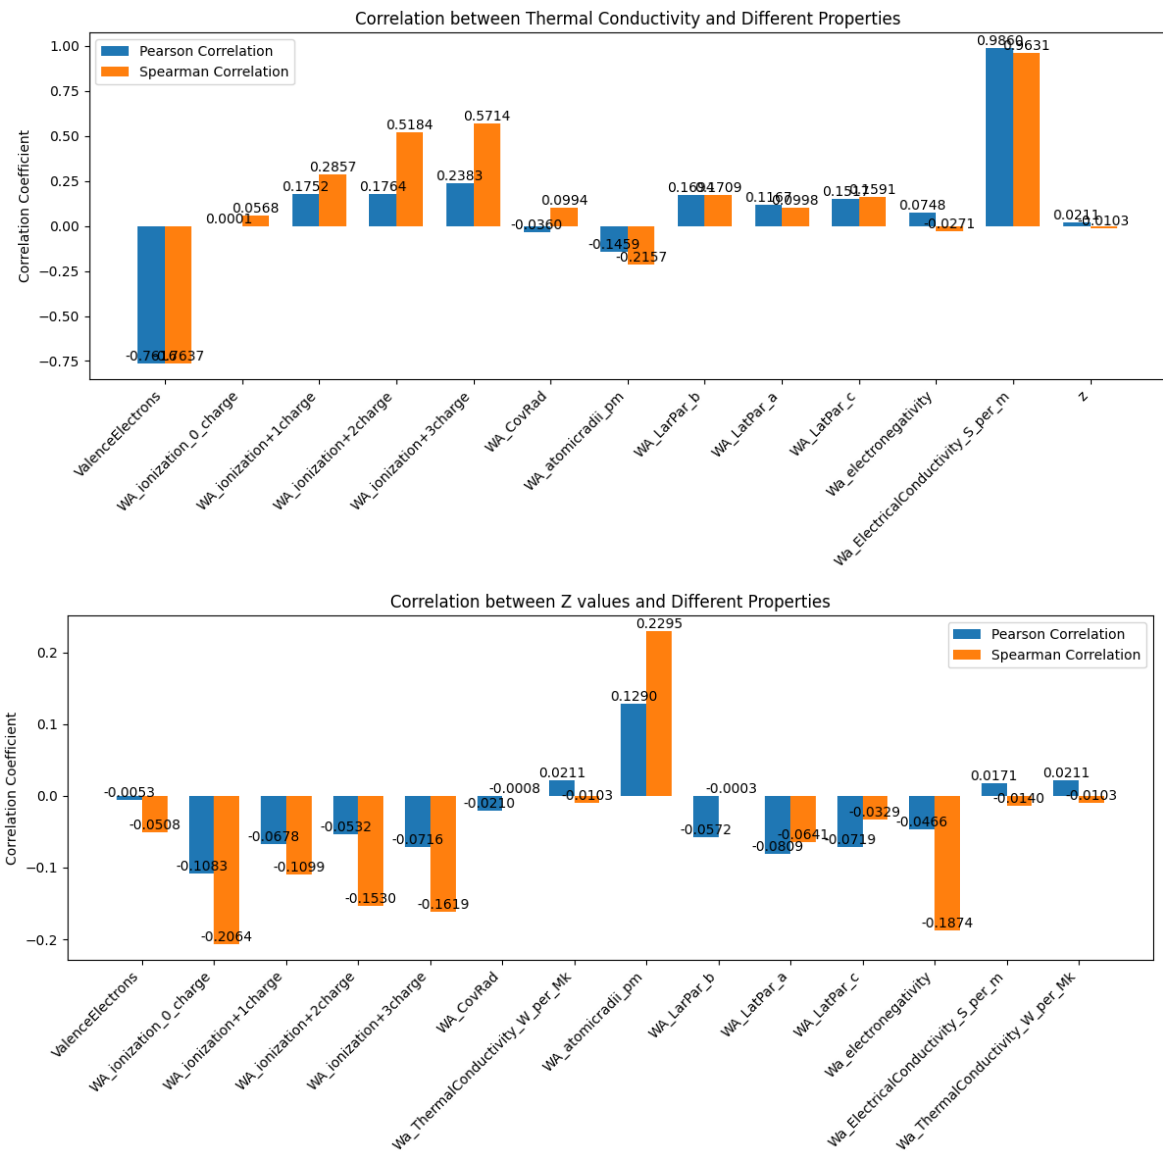 Correlation between Thermal Conductivity and Different Properties
Pearson Correlation
Spearman Correlation
Correlation Coefficient
1.00
0.75
0.50
0.25
0.00
−0.25
−0.50
−0.75
-0.7616
-0.7637
0.0001
0.0568
0.1752
0.2857
0.1764
0.5184
0.2383
0.5714
-0.0360
0.0994
-0.1459
-0.2157
0.1694
0.1709
0.1167
0.0998
0.1517
0.1591
0.0748
-0.0271
0.9860
0.9631
0.0211
-0.0103
ValenceElectrons
WA_ionization_0_charge
WA_ionization+1charge
WA_ionization+2charge
WA_ionization+3charge
WA_CovRad
WA_atomicradii_pm
WA_LarPar_b
WA_LatPar_a
WA_LatPar_c
Wa_electronegativity
Wa_ElectricalConductivity_S_per_m
z
Correlation between Z values and Different Properties
Pearson Correlation
Spearman Correlation
Correlation Coefficient
0.2
0.1
0.0
−0.1
−0.2
-0.0053
-0.0508
-0.1083
-0.2064
-0.0678
-0.1099
-0.0532
-0.1530
-0.0716
-0.1619
-0.0210
-0.0008
0.0211
-0.0103
0.1290
0.2295
-0.0572
-0.0003
-0.0809
-0.0641
-0.0719
-0.0329
-0.0466
-0.1874
0.0171
-0.0140
0.0211
-0.0103
ValenceElectrons
WA_ionization_0_charge
WA_ionization+1charge
WA_ionization+2charge
WA_ionization+3charge
WA_CovRad
Wa_ThermalConductivity_W_per_Mk
WA_atomicradii_pm
WA_LarPar_b
WA_LatPar_a
WA_LatPar_c
Wa_electronegativity
Wa_ElectricalConductivity_S_per_m
Wa_ThermalConductivity_W_per_Mk